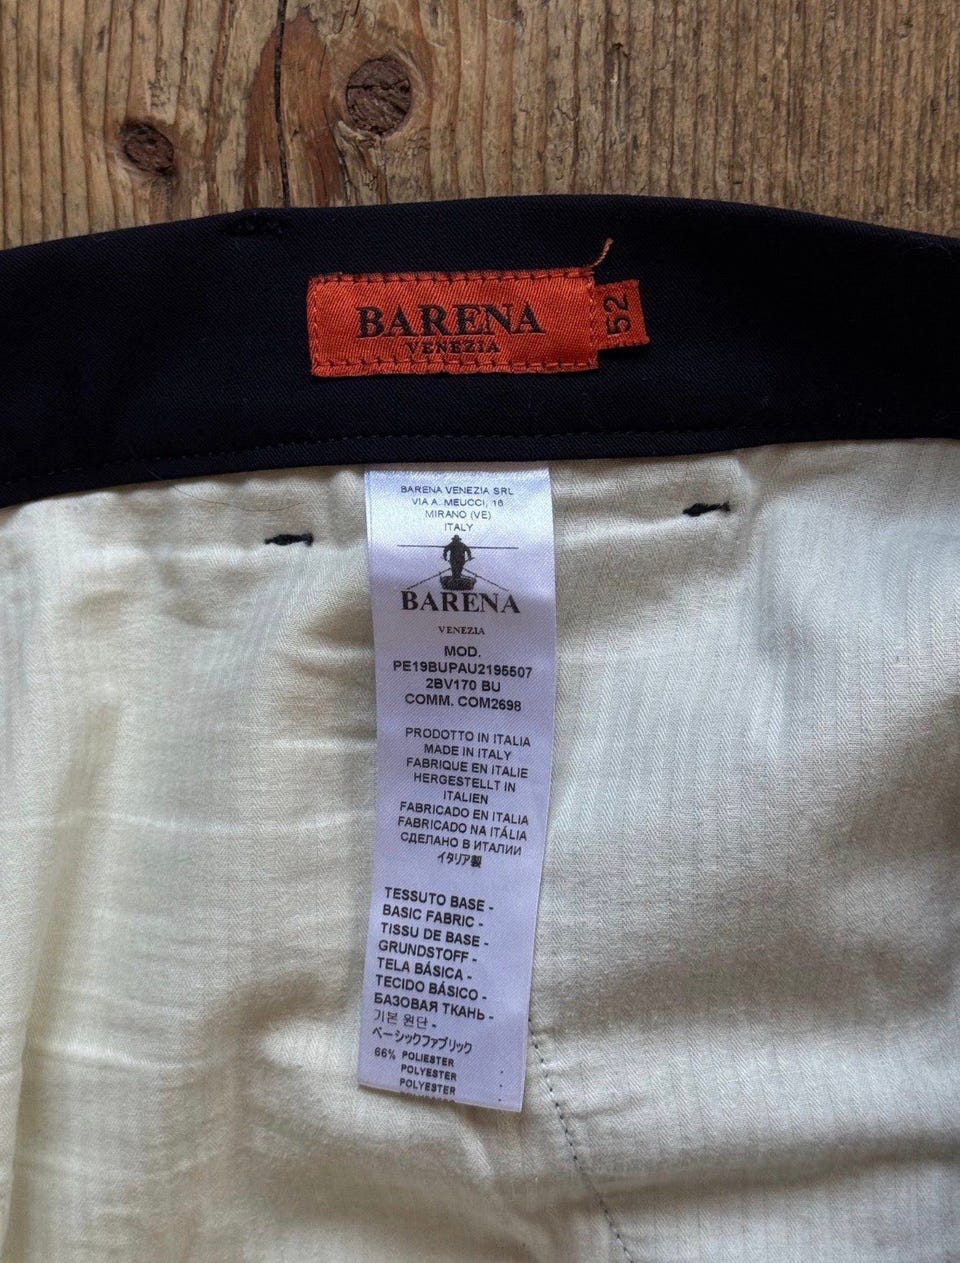 BARENA
VENEZIA
52
BARENA VENEZIA SRL
VIA A. MEUCCI, 16
MIRANO (VE)
ITALY
BARENA
VENEZIA
MOD.
PE19BUPAU2195507
2BV170 BU
COMM. COM2698
PRODOTTO IN ITALIA
MADE IN ITALY
FABRIQUE EN ITALIE
HERGESTELLT IN
ITALIEN
FABRICADO EN ITALIA
FABRICADO NA ITÁLIA
СДЕЛАНО В ИТАЛИИ
イタリア製
TESSUTO BASE -
BASIC FABRIC -
TISSU DE BASE -
GRUNDSTOFF -
TELA BÁSICA -
TECIDO BÁSICO -
БАЗОВАЯ ТКАНЬ -
기본 원단 -
ベーシックファブリック
66% POLIESTER
POLYESTER
POLYESTER